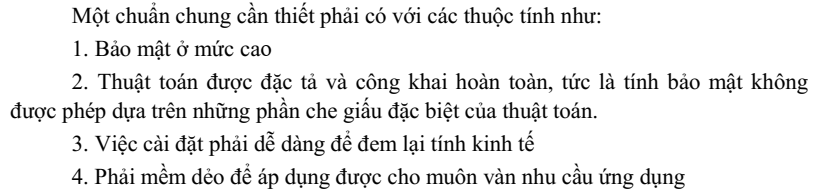 Một chuẩn chung cần thiết phải có với các thuộc tính như:
1. Bảo mật ở mức cao
2. Thuật toán được đặc tả và công khai hoàn toàn, tức là tính bảo mật không
được phép dựa trên những phần che giấu đặc biệt của thuật toán.
3. Việc cài đặt phải dễ dàng để đem lại tính kinh tế
4. Phải mềm dẻo để áp dụng được cho muôn vàn nhu cầu ứng dụng